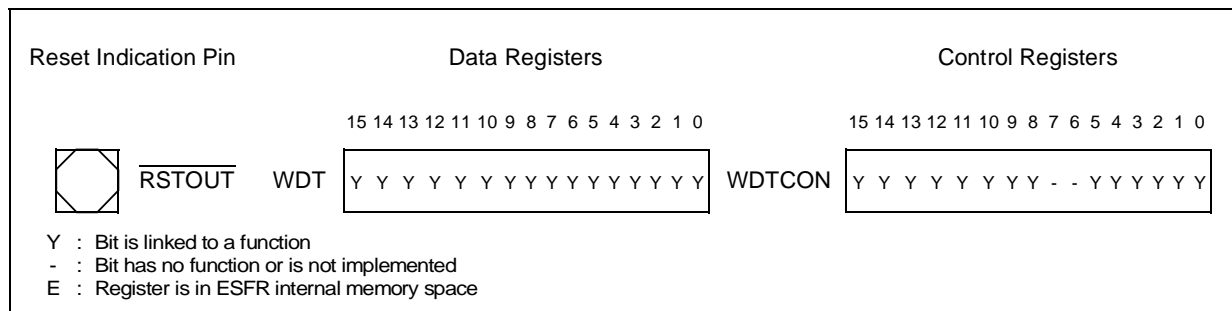 Reset Indication Pin Data Registers Control Registers
15 14 13 12 11 10 9 8 7 6 5 4 3 2 1 0 15 14 13 12 11 10 9 8 7 6 5 4 3 2 1 0
RSTOUT WDT Y Y Y Y Y Y Y Y Y Y Y Y Y Y Y Y WDTCON Y Y Y Y Y Y Y Y - - Y Y Y Y Y Y
Y : Bit is linked to a function
- : Bit has no function or is not implemented
E : Register is in ESFR internal memory space